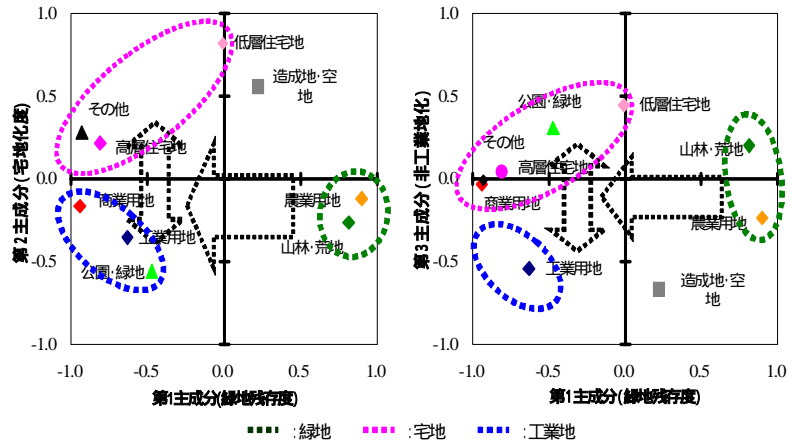 1.0
0.5
0.0
-0.5
-1.0
-1.0
-0.5
0.0
0.5
1.0
第2主成分(宅地化度)
第1主成分(緑地残存度)
低層住宅地
造成地･空
地
その他
高層住宅地
商業用地
工業用地
公園･緑地
農業用地
山林･荒地
1.0
0.5
0.0
-0.5
-1.0
-1.0
-0.5
0.0
0.5
1.0
第3主成分(非工業地化)
第1主成分(緑地残存度)
公園･緑地
低層住宅地
その他
高層住宅地
商業用地
工業用地
山林･荒地
農業用地
造成地･空
地
:緑地
:宅地
:工業地